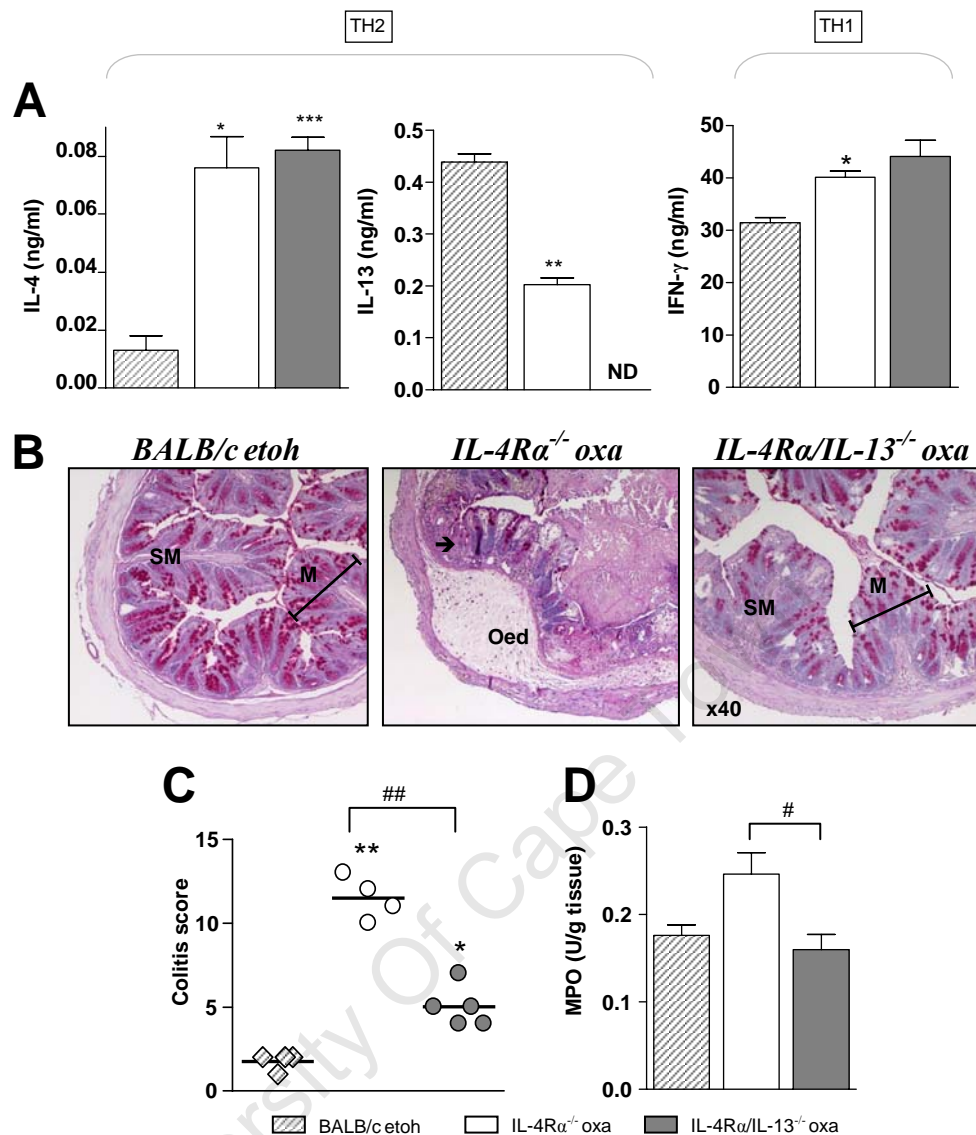 TH2
TH1
A
IL-4 (ng/ml)
0.08
0.06
0.04
0.02
0.00
*
***
IL-13 (ng/ml)
0.5
0.4
0.3
0.2
0.1
0.0
**
ND
IFN-γ (ng/ml)
50
40
30
20
10
0
*
B
BALB/c etoh
IL-4Rα-/- oxa
IL-4Rα/IL-13-/- oxa
SM
M
Oed
SM
M
x40
C
Colitis score
15
10
5
0
##
**
*
D
MPO (U/g tissue)
0.3
0.2
0.1
0.0
#
BALB/c etoh
IL-4Rα-/- oxa
IL-4Rα/IL-13-/- oxa
ersity Of Cape To